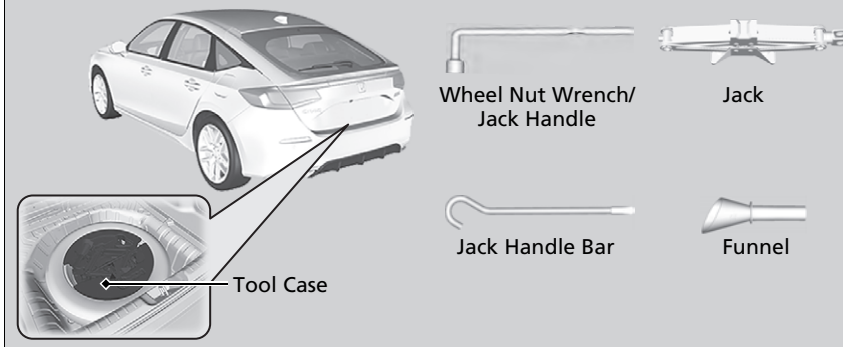 Wheel Nut Wrench/
Jack Handle
Jack
Jack Handle Bar
Funnel
Tool Case